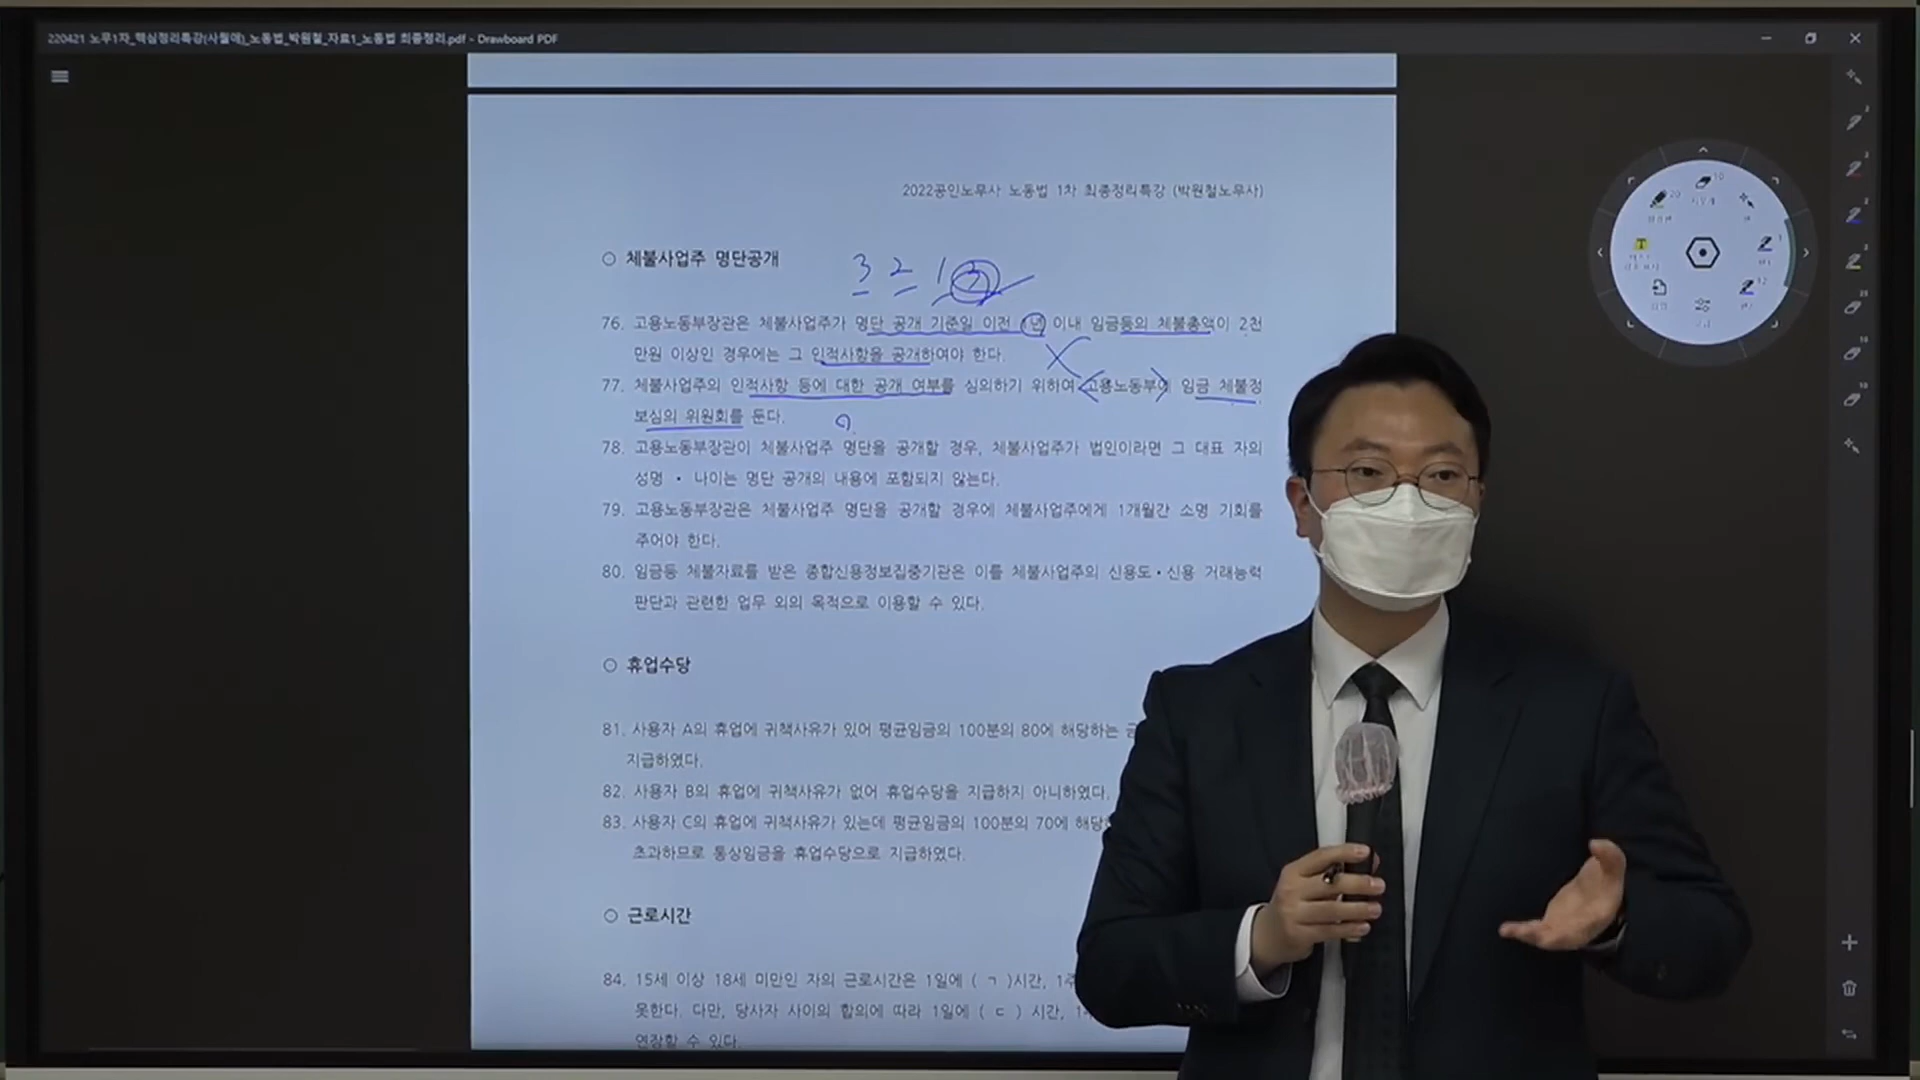 220421 노무1차_핵심정리특강(사월애)_노동법_박원철_자료1_노동법 최종정리.pdf - Drawboard PDF
2022공인노무사 노동법 1차 최종정리특강 (박원철노무사)
○ 체불사업주 명단공개
3 2 1 3
76. 고용노동부장관은 체불사업주가 명단 공개 기준일 이전 1년 이내 임금등의 체불총액이 2천
만원 이상인 경우에는 그 인적사항을 공개하여야 한다.
77. 체불사업주의 인적사항 등에 대한 공개 여부를 심의하기 위하여 고용노동부에 임금 체불정
보심의 위원회를 둔다.
78. 고용노동부장관이 체불사업주 명단을 공개할 경우, 체불사업주가 법인이라면 그 대표 자의
성명 · 나이는 명단 공개의 내용에 포함되지 않는다.
79. 고용노동부장관은 체불사업주 명단을 공개할 경우에 체불사업주에게 1개월간 소명 기회를
주어야 한다.
80. 임금등 체불자료를 받은 종합신용정보집중기관은 이를 체불사업주의 신용도·신용 거래능력
판단과 관련한 업무 외의 목적으로 이용할 수 있다.
○ 휴업수당
81. 사용자 A의 휴업에 귀책사유가 있어 평균임금의 100분의 80에 해당하는
지급하였다.
82. 사용자 B의 휴업에 귀책사유가 없어 휴업수당을 지급하지 아니하였다.
83. 사용자 C의 휴업에 귀책사유가 있는데 평균임금의 100분의 70에
초과하므로 통상임금을 휴업수당으로 지급하였다.
○ 근로시간
84. 15세 이상 18세 미만인 자의 근로시간은 1일에 ( ㄱ )시간,
못한다. 다만, 당사자 사이의 합의에 따라 1일에 ( ㄷ ) 시간,
연장할 수 있다.